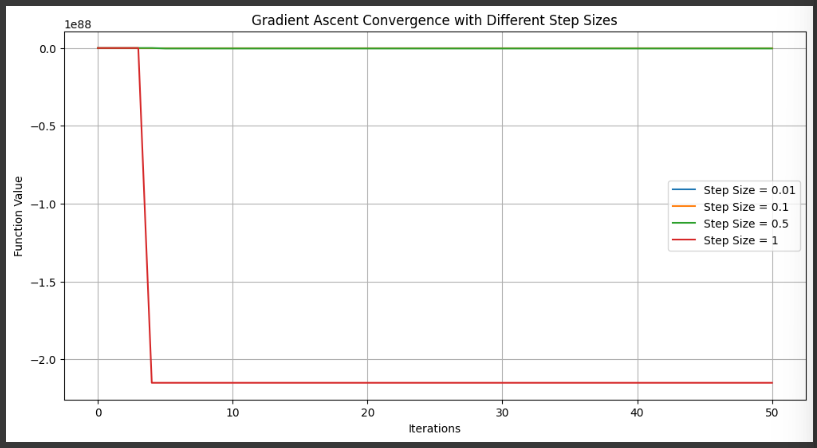 Gradient Ascent Convergence with Different Step Sizes
1e88
0.0
−0.5
−1.0
−1.5
−2.0
Function Value
Step Size = 0.01
Step Size = 0.1
Step Size = 0.5
Step Size = 1
0 10 20 30 40 50
Iterations